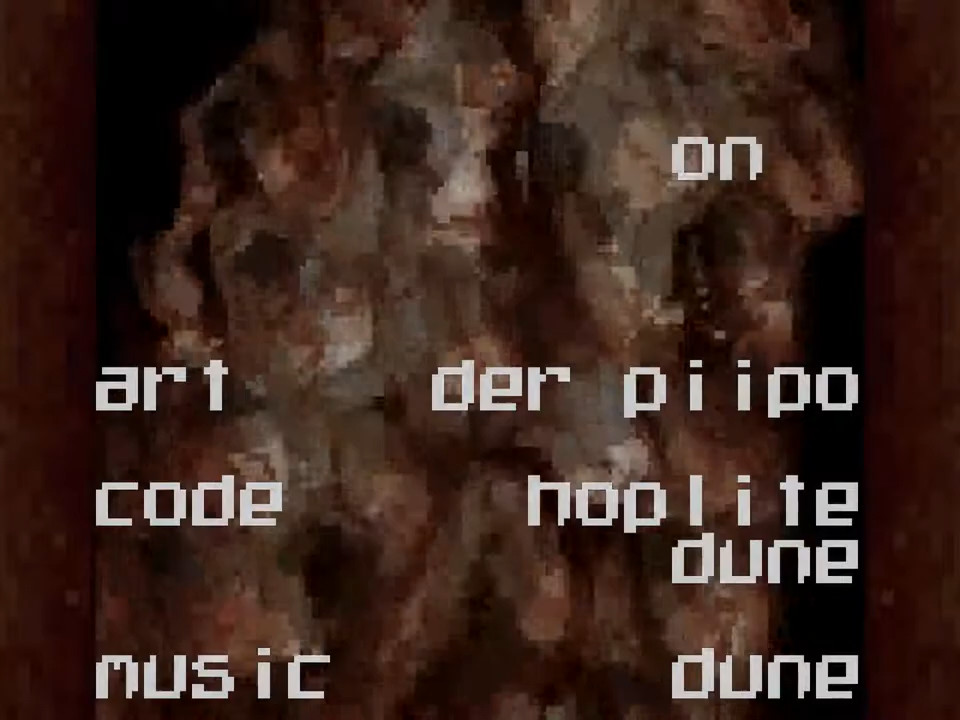 on
art der piipo
code hoplite
dune
music dune